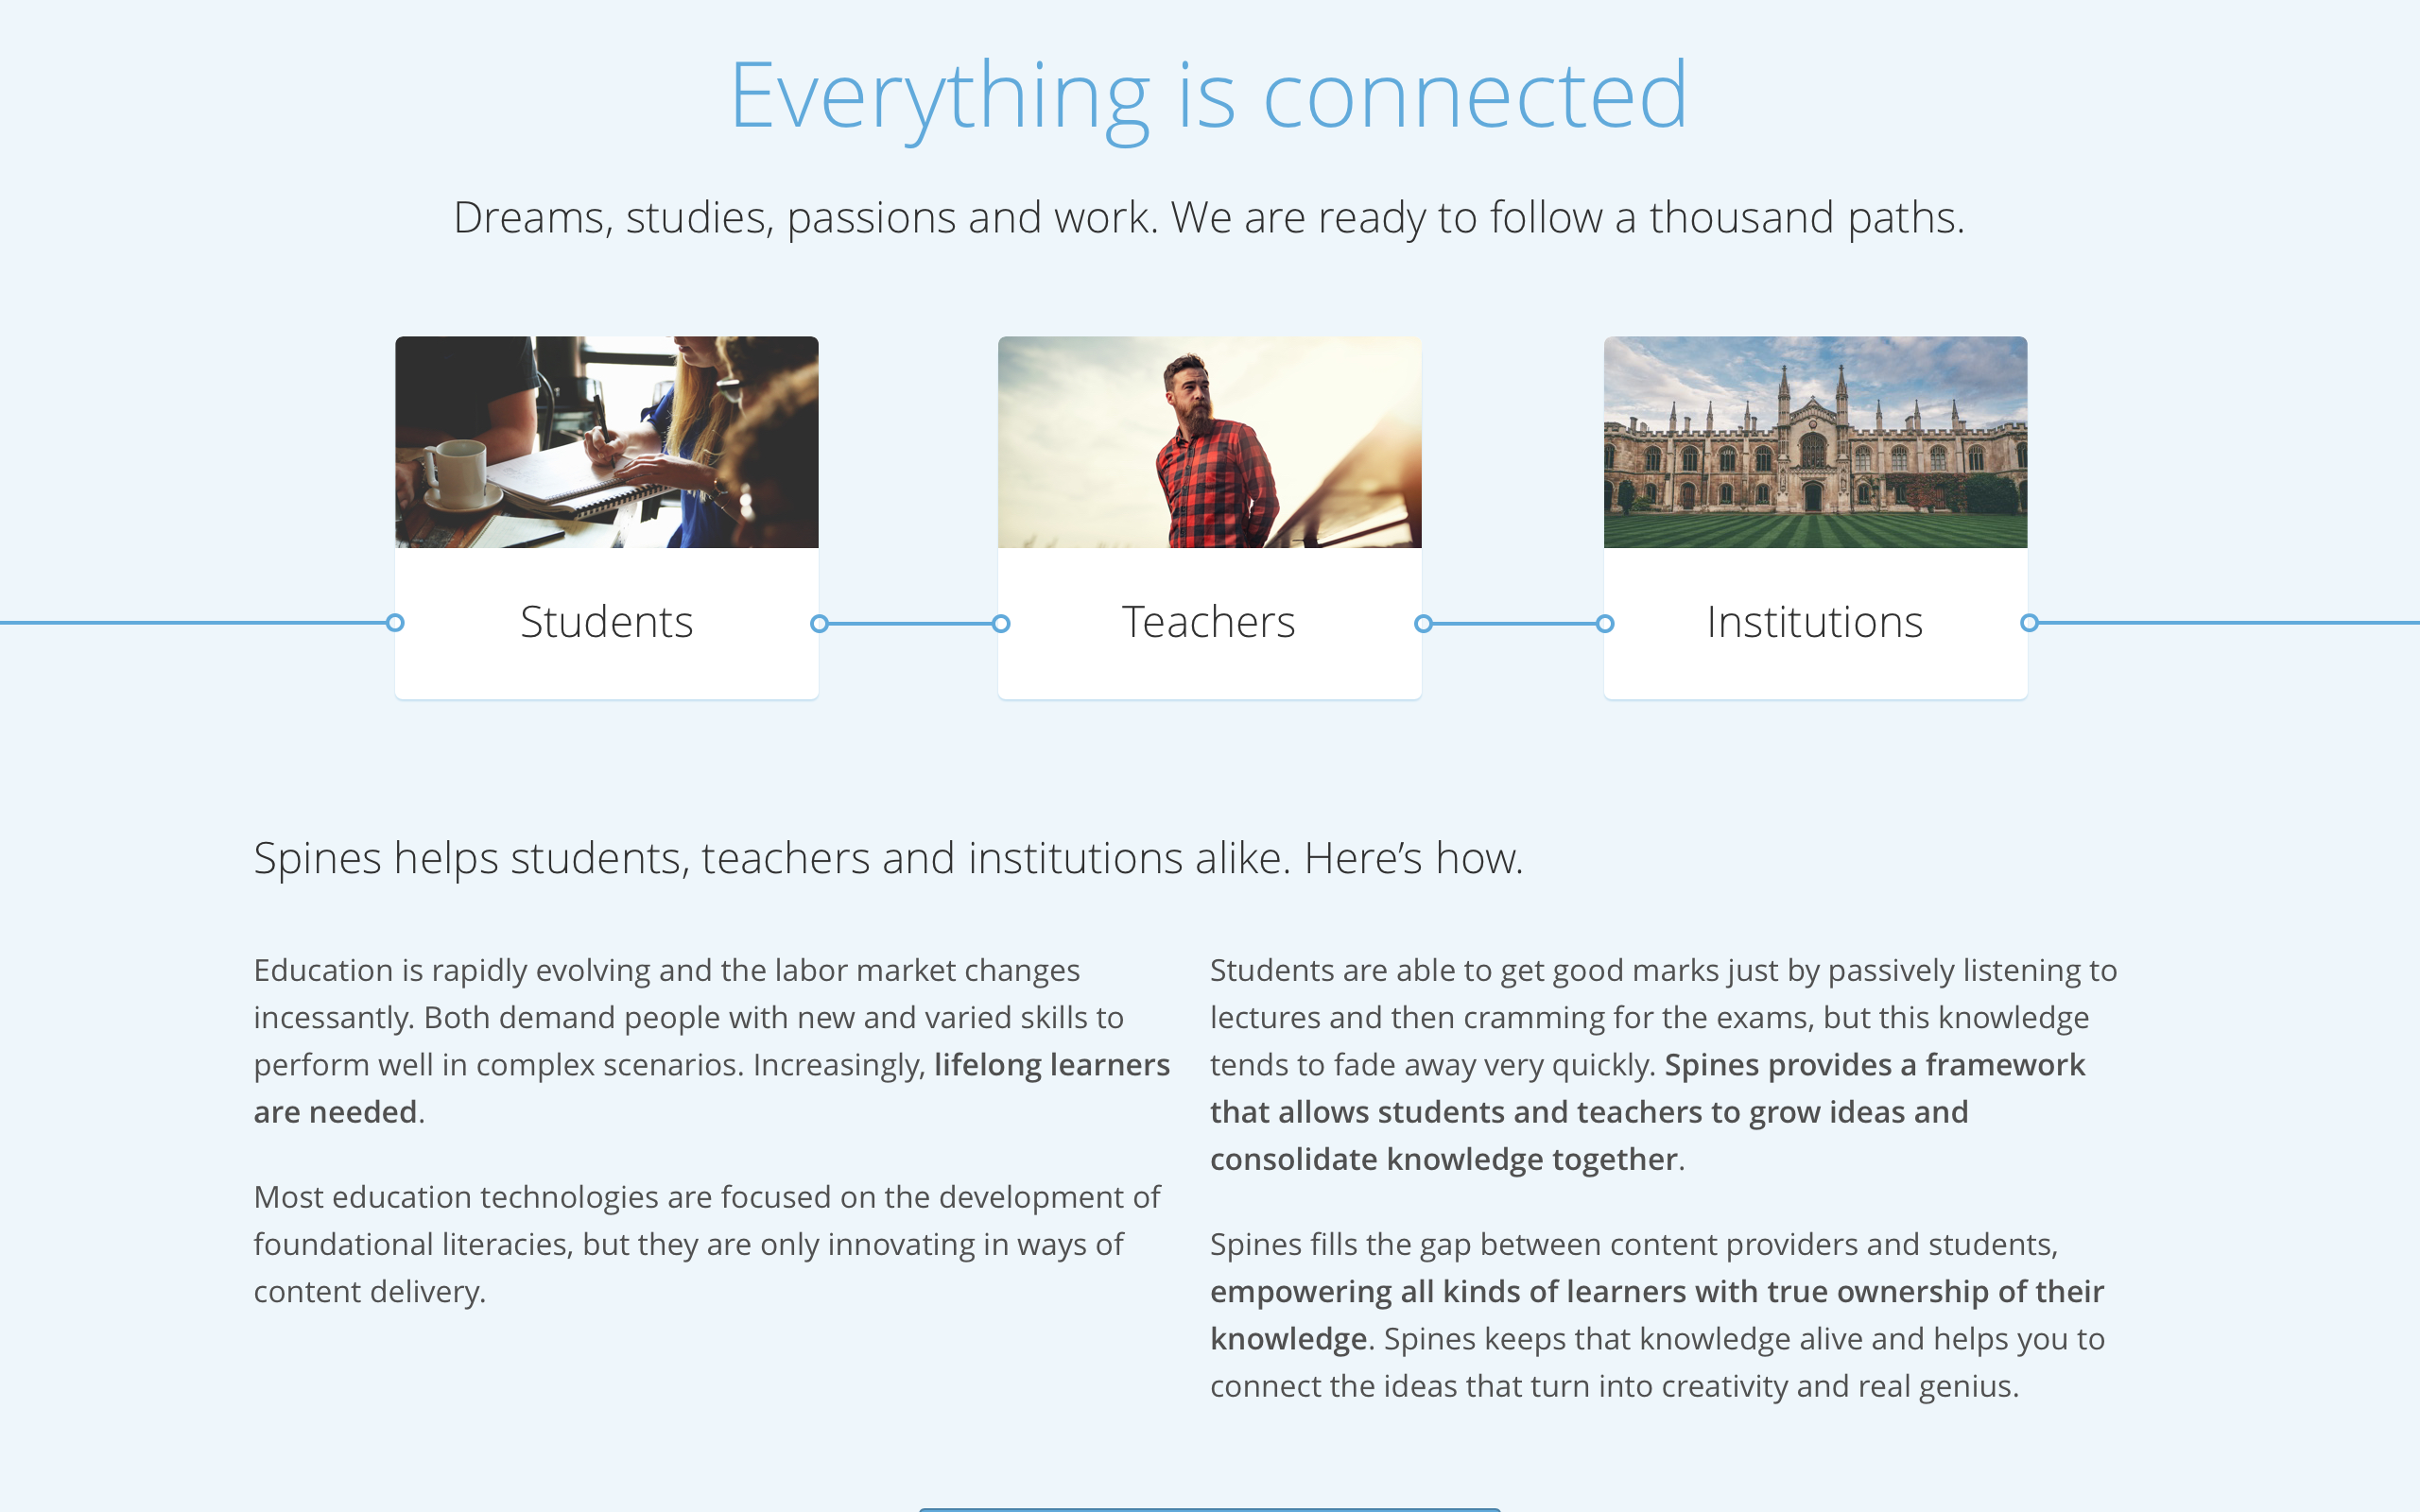 Everything is connected
Dreams, studies, passions and work. We are ready to follow a thousand paths.
Students
Teachers
Institutions
Spines helps students, teachers and institutions alike. Here’s how.
Education is rapidly evolving and the labor market changes
incessantly. Both demand people with new and varied skills to
perform well in complex scenarios. Increasingly, lifelong learners
are needed.
Most education technologies are focused on the development of
foundational literacies, but they are only innovating in ways of
content delivery.
Students are able to get good marks just by passively listening to
lectures and then cramming for the exams, but this knowledge
tends to fade away very quickly. Spines provides a framework
that allows students and teachers to grow ideas and
consolidate knowledge together.
Spines fills the gap between content providers and students,
empowering all kinds of learners with true ownership of their
knowledge. Spines keeps that knowledge alive and helps you to
connect the ideas that turn into creativity and real genius.